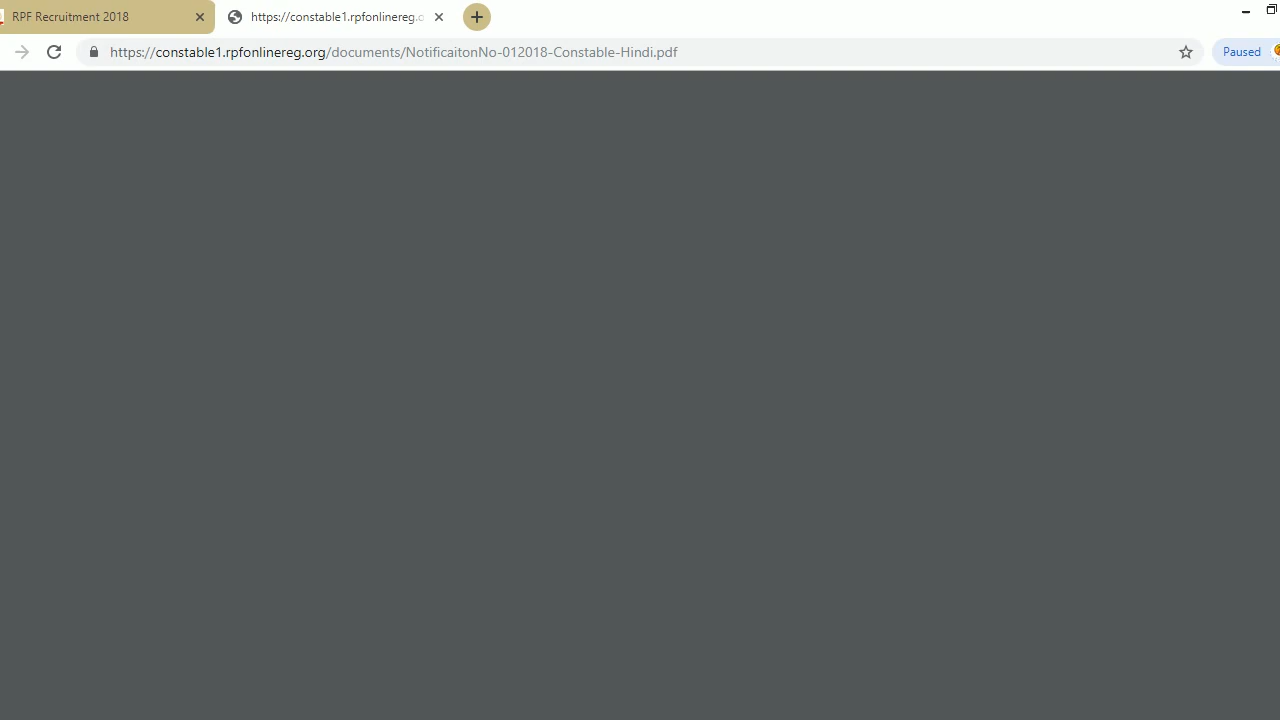 RPF Recruitment 2018
https://constable1.rpfonlinereg.o
https://constable1.rpfonlinereg.org/documents/NotificaitonNo-012018-Constable-Hindi.pdf
Paused